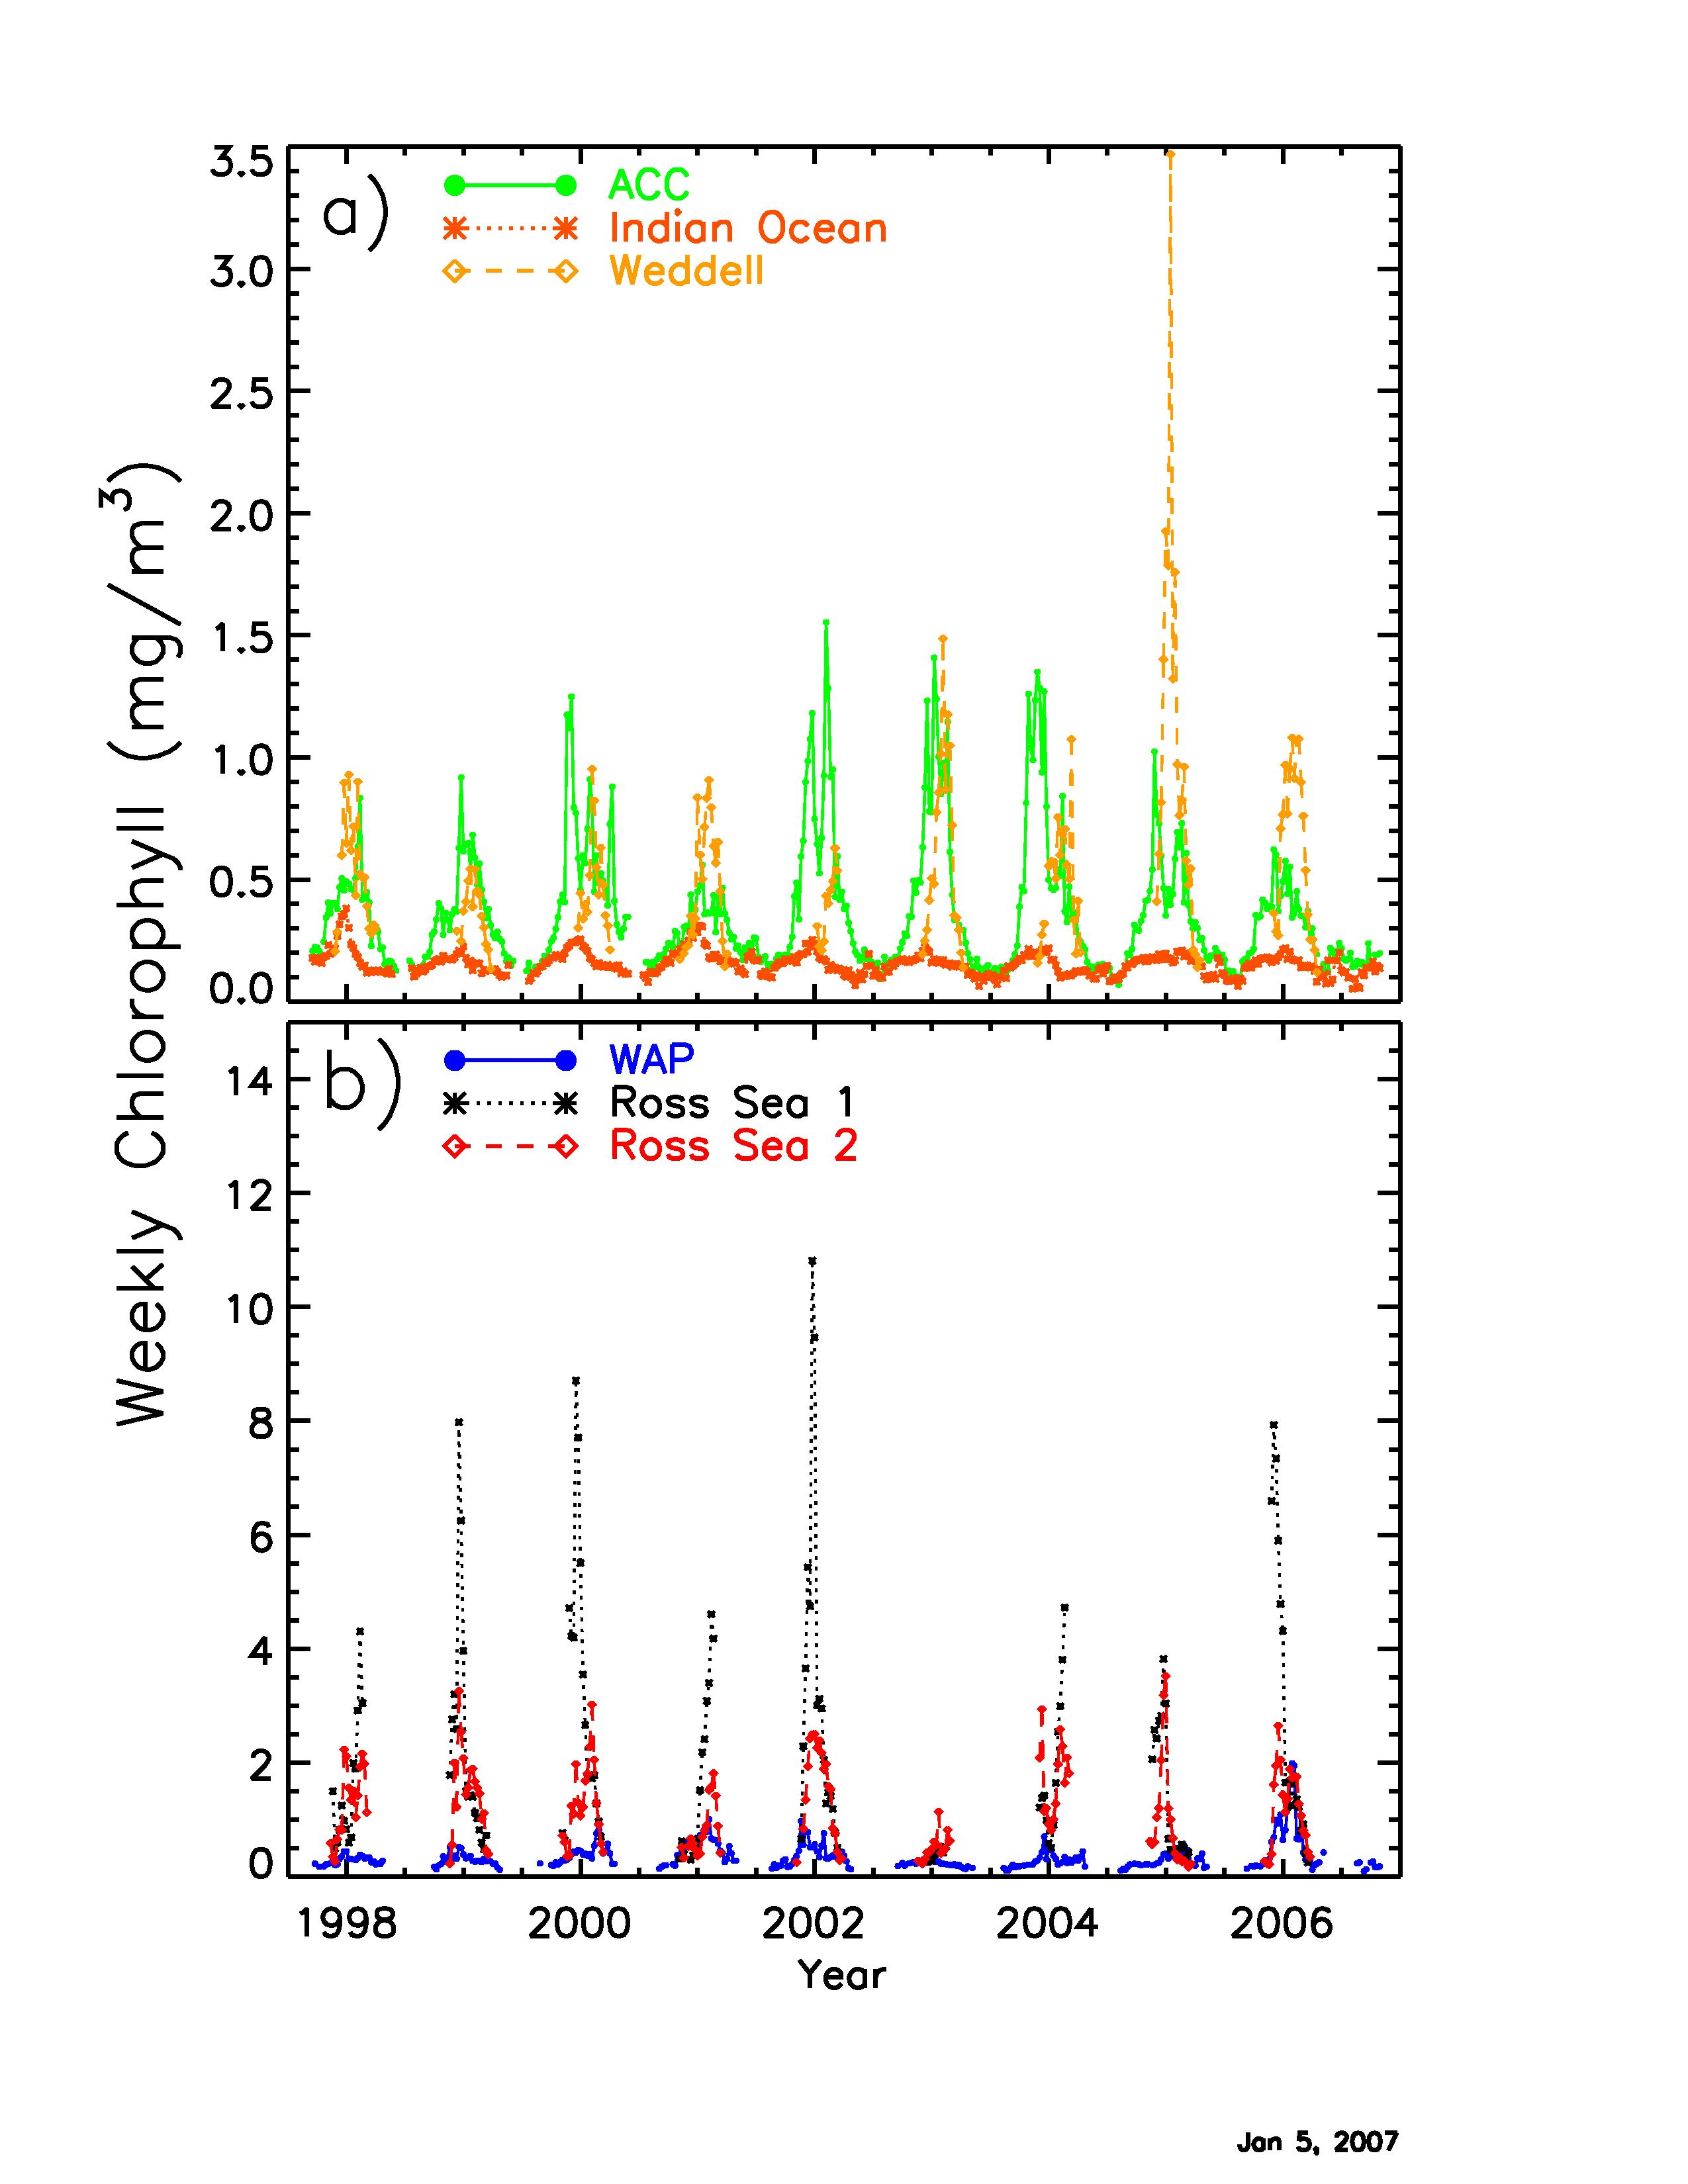 Weekly Chlorophyll (mg/m³)
a)
ACC
Indian Ocean
Weddell
3.5
3.0
2.5
2.0
1.5
1.0
0.5
0.0
b)
WAP
Ross Sea 1
Ross Sea 2
14
12
10
8
6
4
2
0
1998 2000 2002 2004 2006
Year
Jan 5, 2007